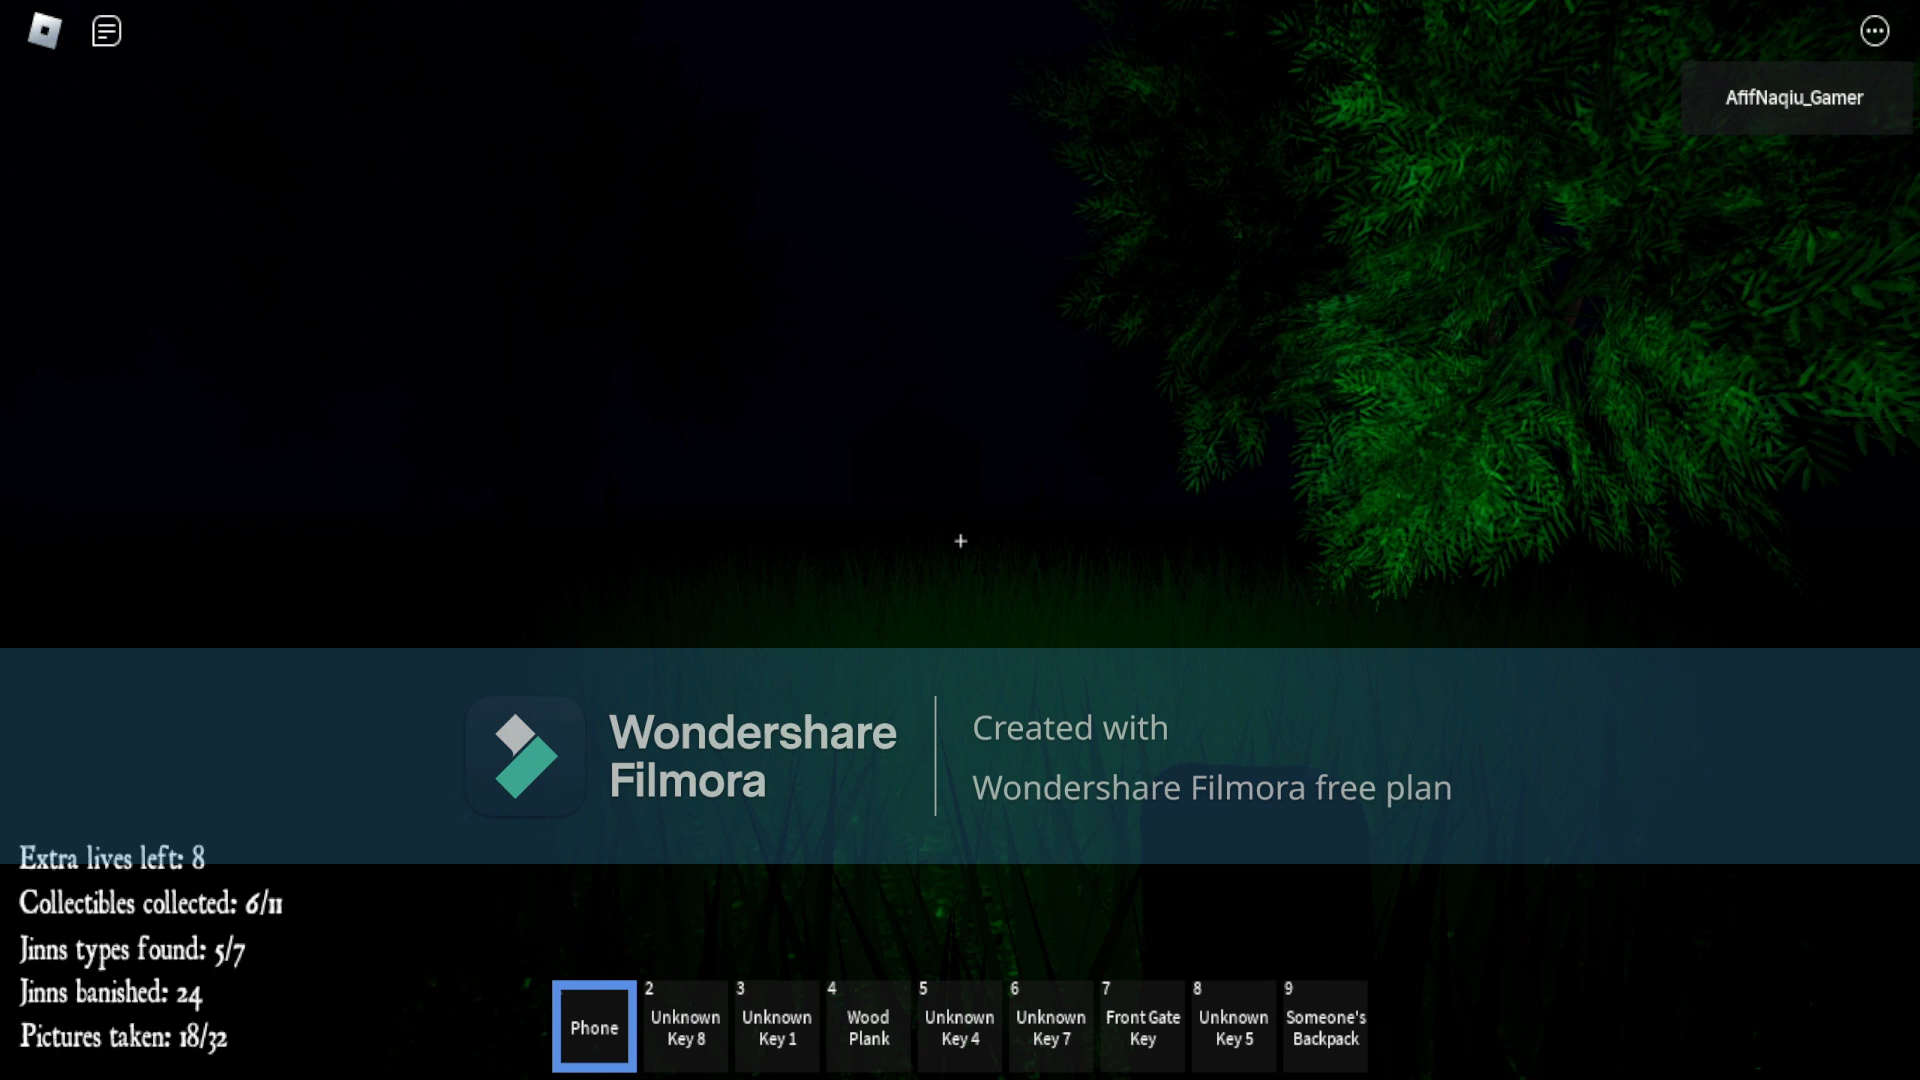 AfifNaqiu_Gamer
Wondershare
Filmora
Created with
Wondershare Filmora free plan
Extra lives left: 8
Collectibles collected: 6/11
Jinns types found: 5/7
Jinns banished: 24
Pictures taken: 18/32
Phone
2
Unknown
Key 8
3
Unknown
Key 1
4
Wood
Plank
5
Unknown
Key 4
6
Unknown
Key 7
7
Front Gate
Key
8
Unknown
Key 5
9
Someone's
Backpack